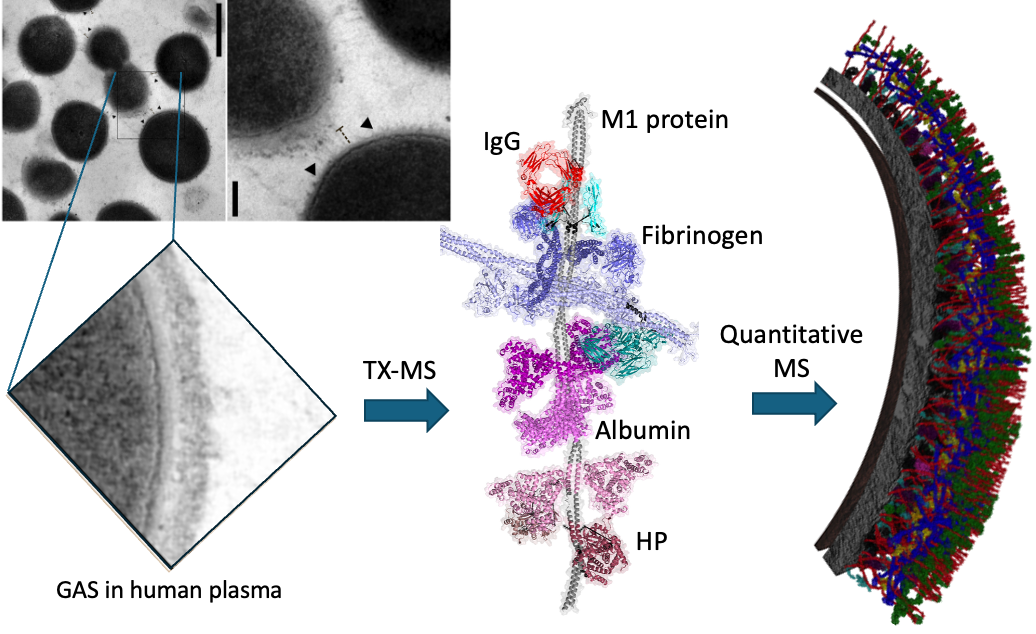 M1 protein
IgG
Fibrinogen
TX-MS
Quantitative
MS
Albumin
HP
GAS in human plasma